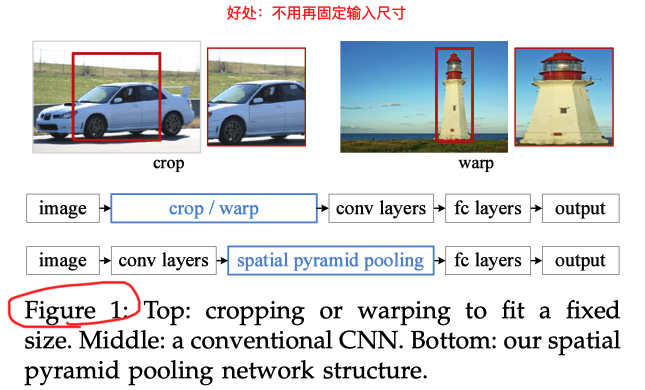 好处：不用再固定输入尺寸
crop
warp
image
crop / warp
conv layers
fc layers
output
image
conv layers
spatial pyramid pooling
fc layers
output
Figure 1: Top: cropping or warping to fit a fixed
size. Middle: a conventional CNN. Bottom: our spatial
pyramid pooling network structure.